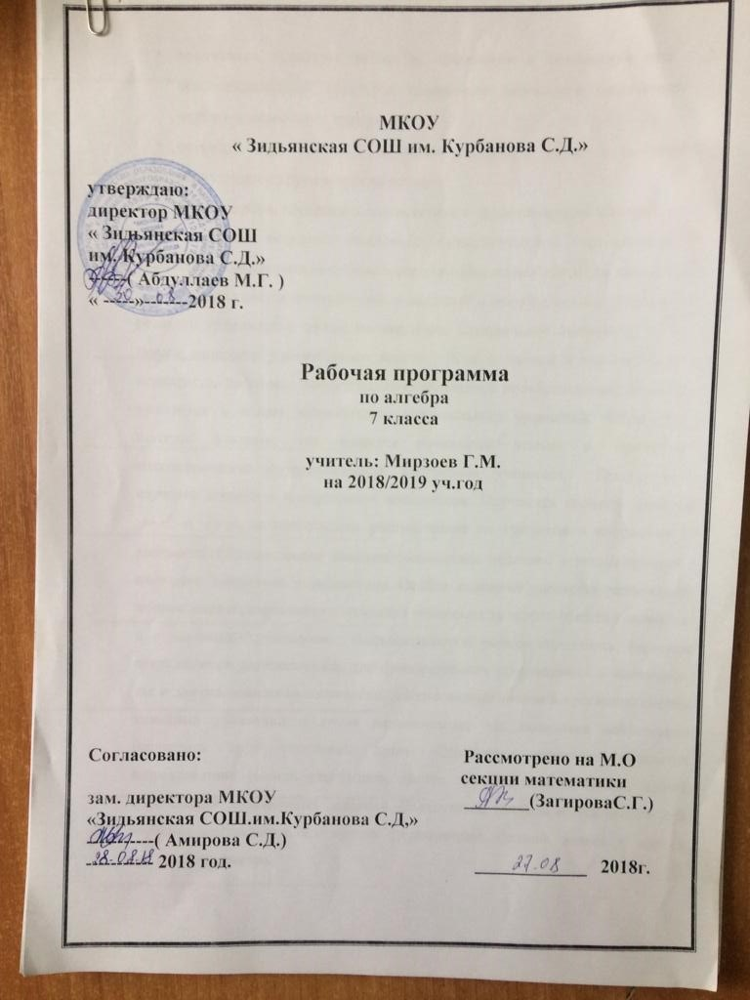 МКОУ
« Зидьянская СОШ им. Курбанова С.Д.»
утверждаю:
директор МКОУ
« Зидьянская СОШ
им. Курбанова С.Д.»
------( Абдуллаев М.Г. )
« 30 » 08 2018 г.
Рабочая программа
по алгебра
7 класса
учитель: Мирзоев Г.М.
на 2018/2019 уч.год
Согласовано:
зам. директора МКОУ
«Зидьянская СОШ.им.Курбанова С.Д,»
----( Амирова С.Д.)
28.08.18 2018 год.
Рассмотрено на М.О
секции математики
(ЗагироваС.Г.)
27.08 2018г.